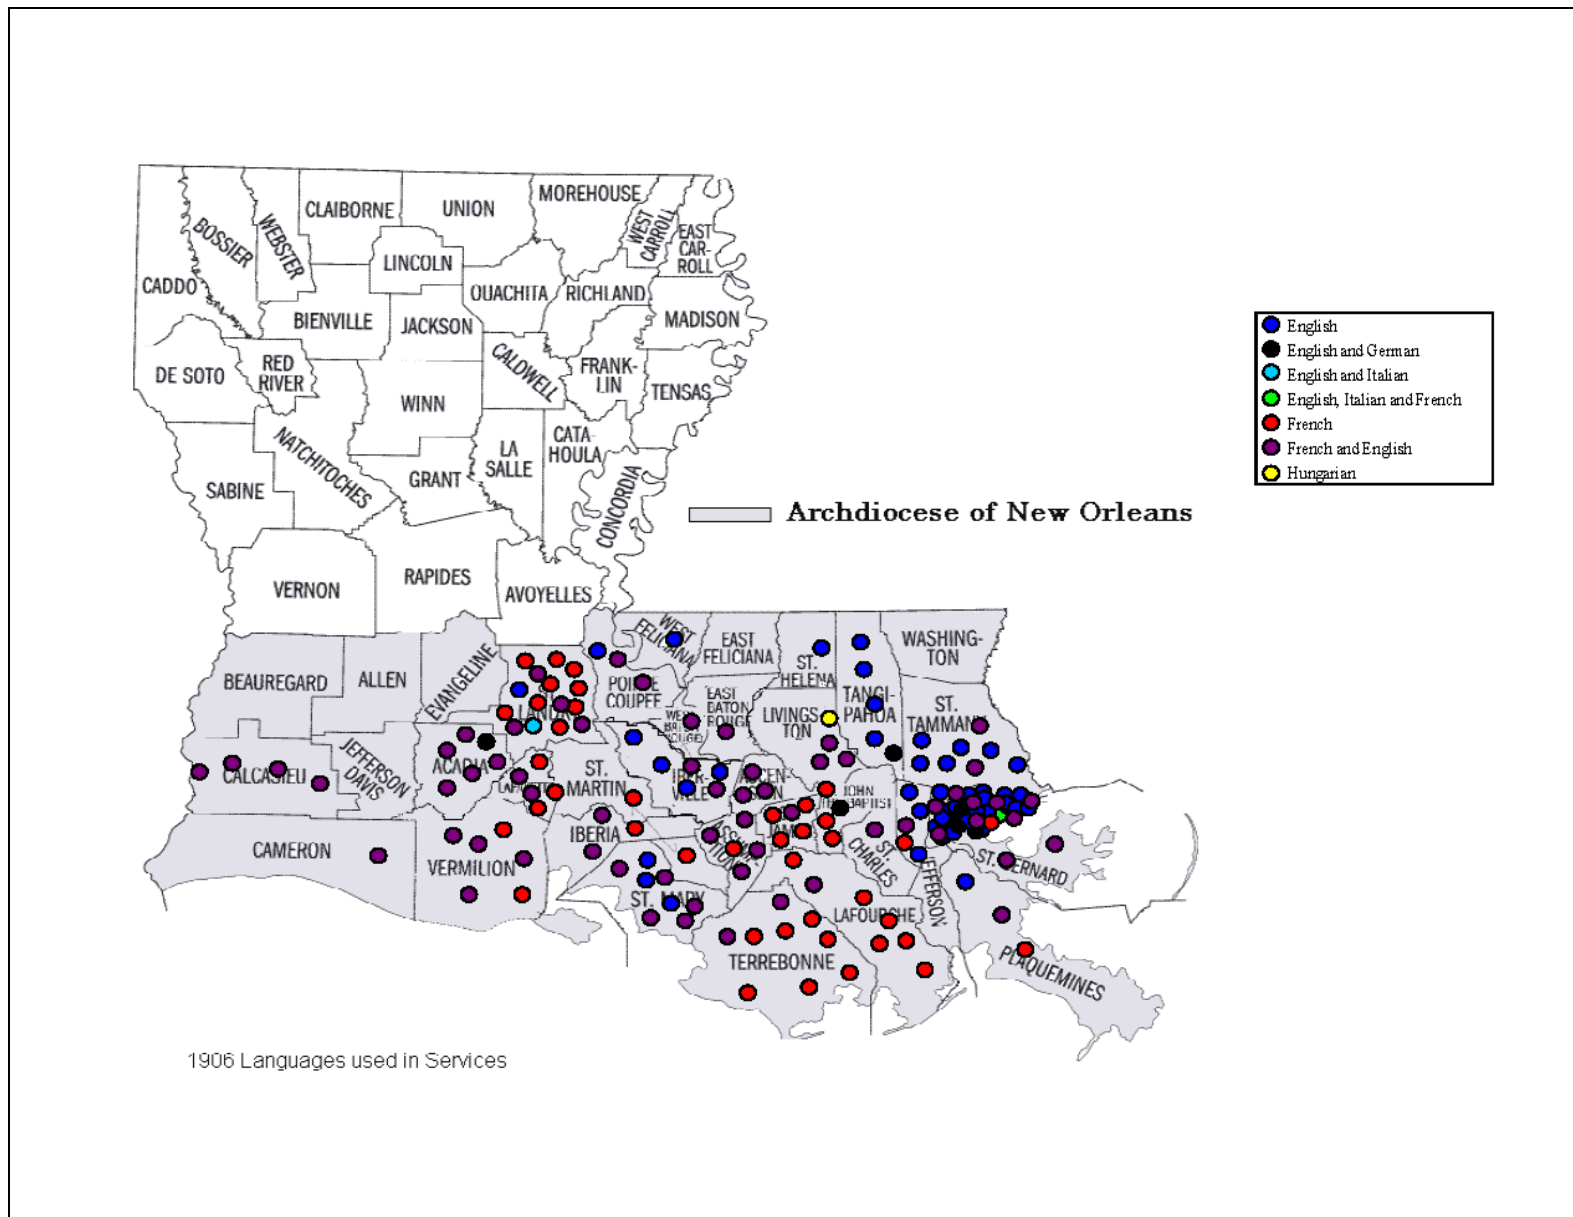 MOREHOUSE
CLAIBORNE
UNION
WEST
CARROLL
EAST
CAR-
ROLL
BOSSIER
WEBSTER
LINCOLN
CADDO
OUACHITA
RICHLAND
BIENVILLE
JACKSON
MADISON
English
English and German
English and Italian
English, Italian and French
French
French and English
Hungarian
DE SOTO
RED
RIVER
CALDWELL
FRANK-
LIN
TENSAS
WINN
NATCHITOCHES
LA
SALLE
CATA-
HOULA
GRANT
SABINE
CONCORDIA
Archdiocese of New Orleans
VERNON
RAPIDES
AVOYELLES
WEST
FELICIANA
EAST
FELICIANA
ST.
HELENA
WASHING-
TON
BEAUREGARD
ALLEN
EVANGELINE
POINTE
COUPEE
EAST
BATON
ROUGE
LIVINGS-
TON
TANGI-
PAHOA
ST.
TAMMANY
CALCASIEU
JEFFERSON
DAVIS
ACADIA
ST.
MARTIN
IBER-
VILLE
ASCEN-
SION
CAMERON
VERMILION
IBERIA
ST.
CHARLES
JEFFERSON
ST. BERNARD
ST. MARY
LAFOURCHE
TERREBONNE
PLAQUEMINES
1906 Languages used in Services